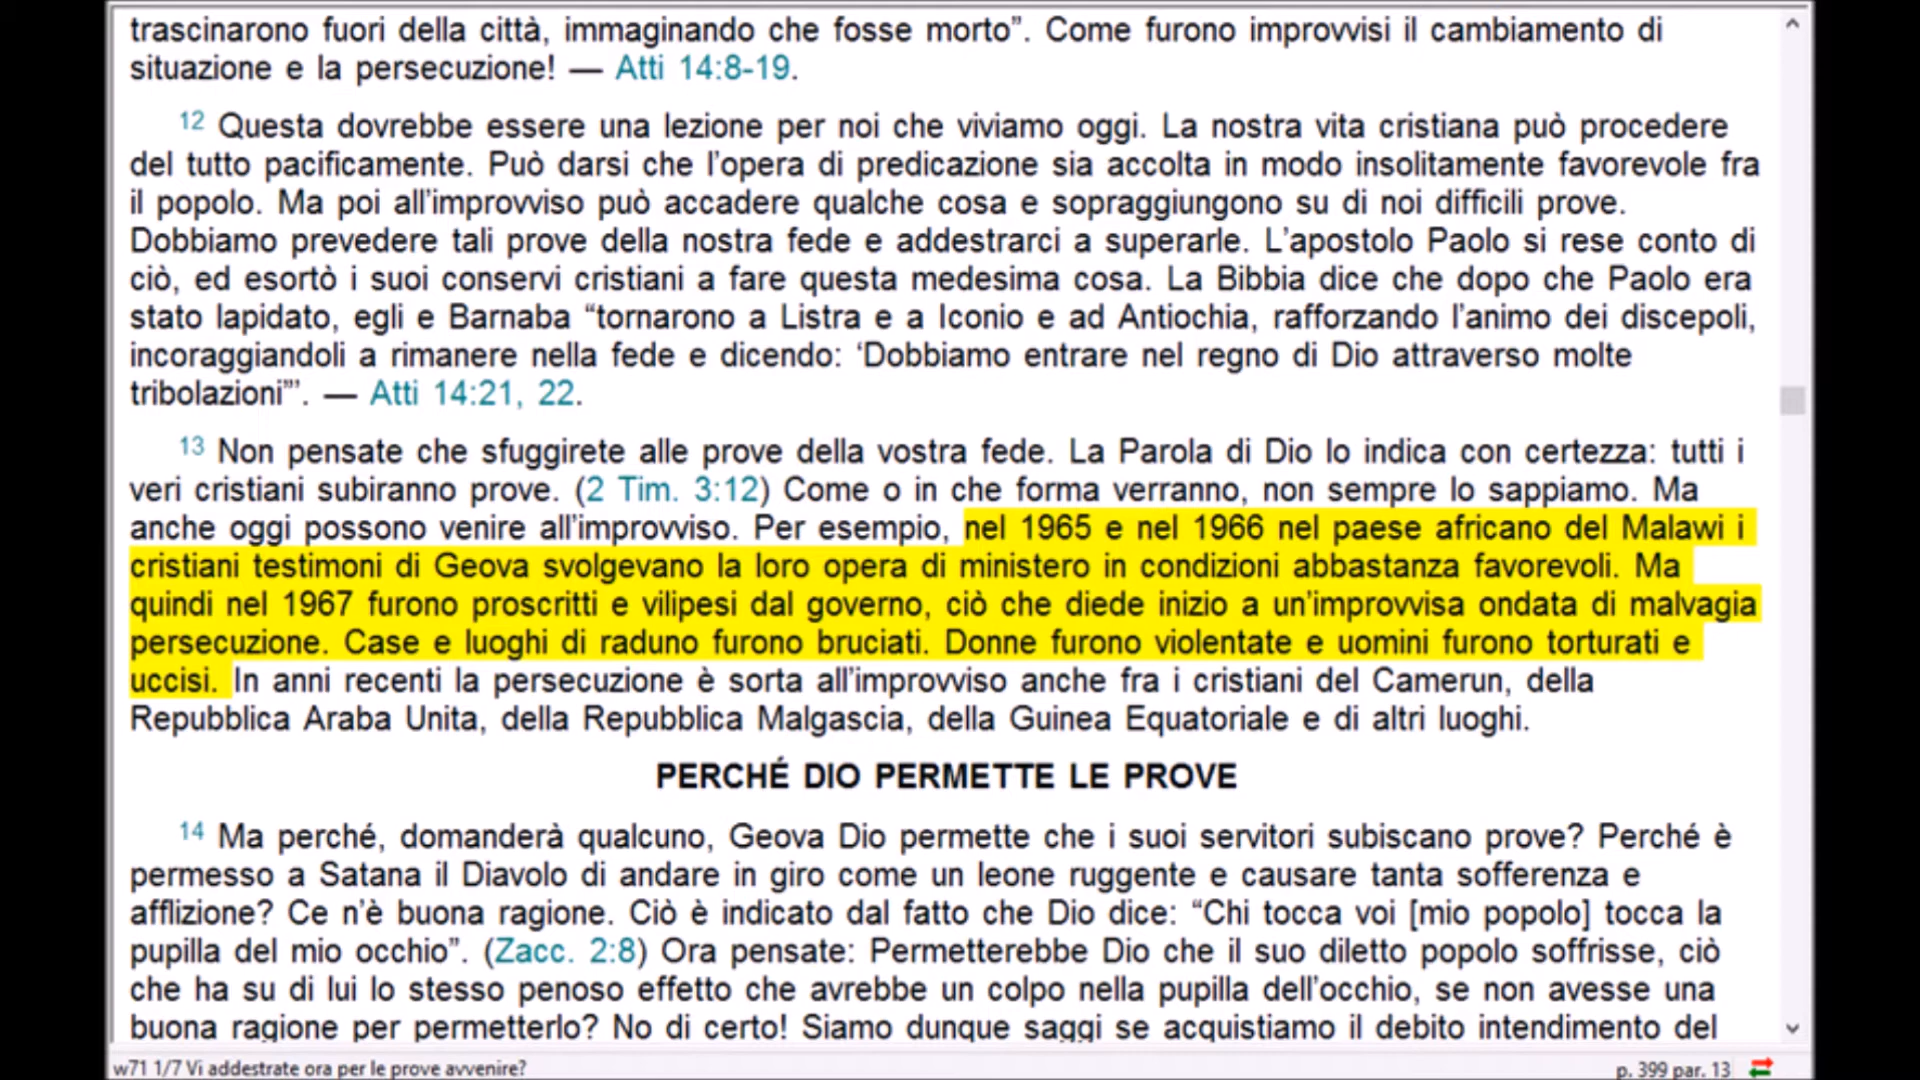 trascinarono fuori della città, immaginando che fosse morto”. Come furono improvvisi il cambiamento di
situazione e la persecuzione! — Atti 14:8-19.
12 Questa dovrebbe essere una lezione per noi che viviamo oggi. La nostra vita cristiana può procedere
del tutto pacificamente. Può darsi che l’opera di predicazione sia accolta in modo insolitamente favorevole fra
il popolo. Ma poi all’improvviso può accadere qualche cosa e sopraggiungono su di noi difficili prove.
Dobbiamo prevedere tali prove della nostra fede e addestrarci a superarle. L’apostolo Paolo si rese conto di
ciò, ed esortò i suoi conservi cristiani a fare questa medesima cosa. La Bibbia dice che dopo che Paolo era
stato lapidato, egli e Barnaba “tornarono a Listra e a Iconio e ad Antiochia, rafforzando l’animo dei discepoli,
incoraggiandoli a rimanere nella fede e dicendo: ‘Dobbiamo entrare nel regno di Dio attraverso molte
tribolazioni’”. — Atti 14:21, 22.
13 Non pensate che sfuggirete alle prove della vostra fede. La Parola di Dio lo indica con certezza: tutti i
veri cristiani subiranno prove. (2 Tim. 3:12) Come o in che forma verranno, non sempre lo sappiamo. Ma
anche oggi possono venire all’improvviso. Per esempio, nel 1965 e nel 1966 nel paese africano del Malawi i
cristiani testimoni di Geova svolgevano la loro opera di ministero in condizioni abbastanza favorevoli. Ma
quindi nel 1967 furono proscritti e vilipesi dal governo, ciò che diede inizio a un’improvvisa ondata di malvagia
persecuzione. Case e luoghi di raduno furono bruciati. Donne furono violentate e uomini furono torturati e
uccisi. In anni recenti la persecuzione è sorta all’improvviso anche fra i cristiani del Camerun, della
Repubblica Araba Unita, della Repubblica Malgascia, della Guinea Equatoriale e di altri luoghi.
PERCHÉ DIO PERMETTE LE PROVE
14 Ma perché, domanderà qualcuno, Geova Dio permette che i suoi servitori subiscano prove? Perché è
permesso a Satana il Diavolo di andare in giro come un leone ruggente e causare tanta sofferenza e
afflizione? Ce n’è buona ragione. Ciò è indicato dal fatto che Dio dice: “Chi tocca voi [mio popolo] tocca la
pupilla del mio occhio”. (Zacc. 2:8) Ora pensate: Permetterebbe Dio che il suo diletto popolo soffrisse, ciò
che ha su di lui lo stesso penoso effetto che avrebbe un colpo nella pupilla dell’occhio, se non avesse una
buona ragione per permetterlo? No di certo! Siamo dunque saggi se acquistiamo il debito intendimento del
w71 1/7 Vi addestrate ora per le prove avvenire?
p. 399 par. 13